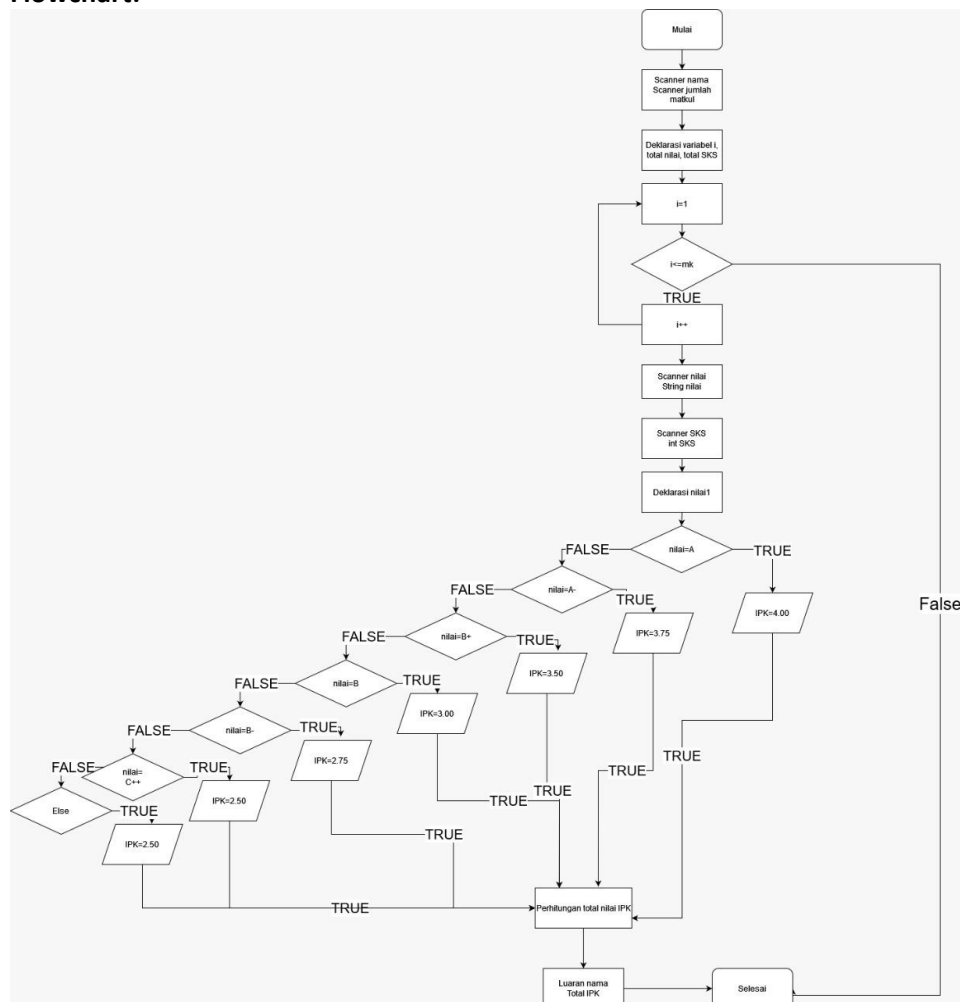 Mulai
Scanner nama
Scanner jumlah
matkul
Deklarasi variabel i,
total nilai, total SKS
i=1
i<=mk
TRUE
i++
Scanner nilai
String nilai
Scanner SKS
int SKS
Deklarasi nilai1
FALSE
nilai=A
TRUE
FALSE
nilai=A-
TRUE
IPK=4.00
False
FALSE
nilai=B+
TRUE
IPK=3.75
FALSE
nilai=B
TRUE
IPK=3.50
FALSE
nilai=B-
TRUE
IPK=3.00
FALSE
nilai=
C++
TRUE
IPK=2.75
FALSE
Else
TRUE
IPK=2.50
IPK=2.50
TRUE
TRUE
TRUE
TRUE
TRUE
TRUE
Perhitungan total nilai IPK
Luaran nama
Total IPK
Selesai